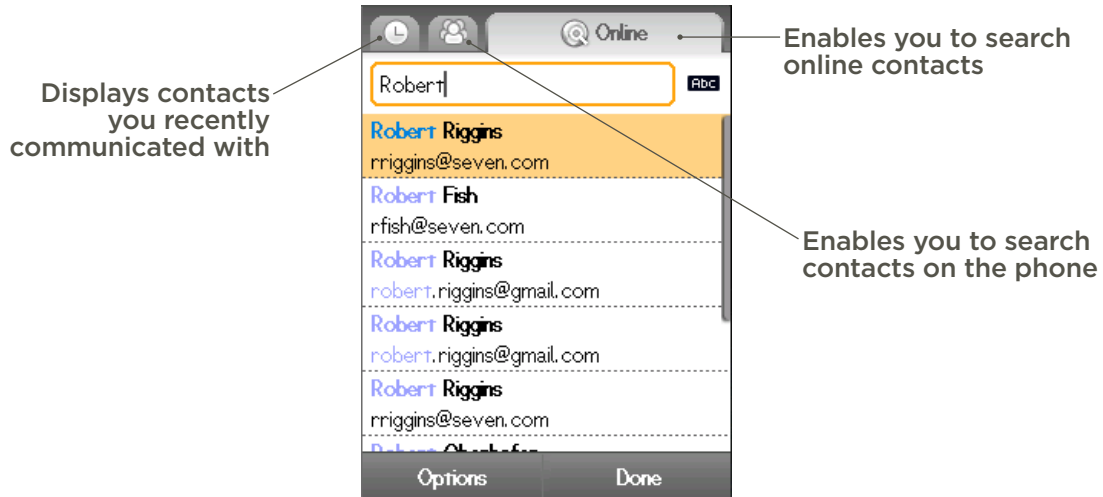 Online
Enables you to search
online contacts
Displays contacts
you recently
communicated with
Robert
Abc
Robert Riggins
rriggins@seven.com
Robert Fish
rfish@seven.com
Robert Riggins
robert.riggins@gmail.com
Robert Riggins
robert.riggins@gmail.com
Robert Riggins
rriggins@seven.com
Robert
Enables you to search
contacts on the phone
Options
Done